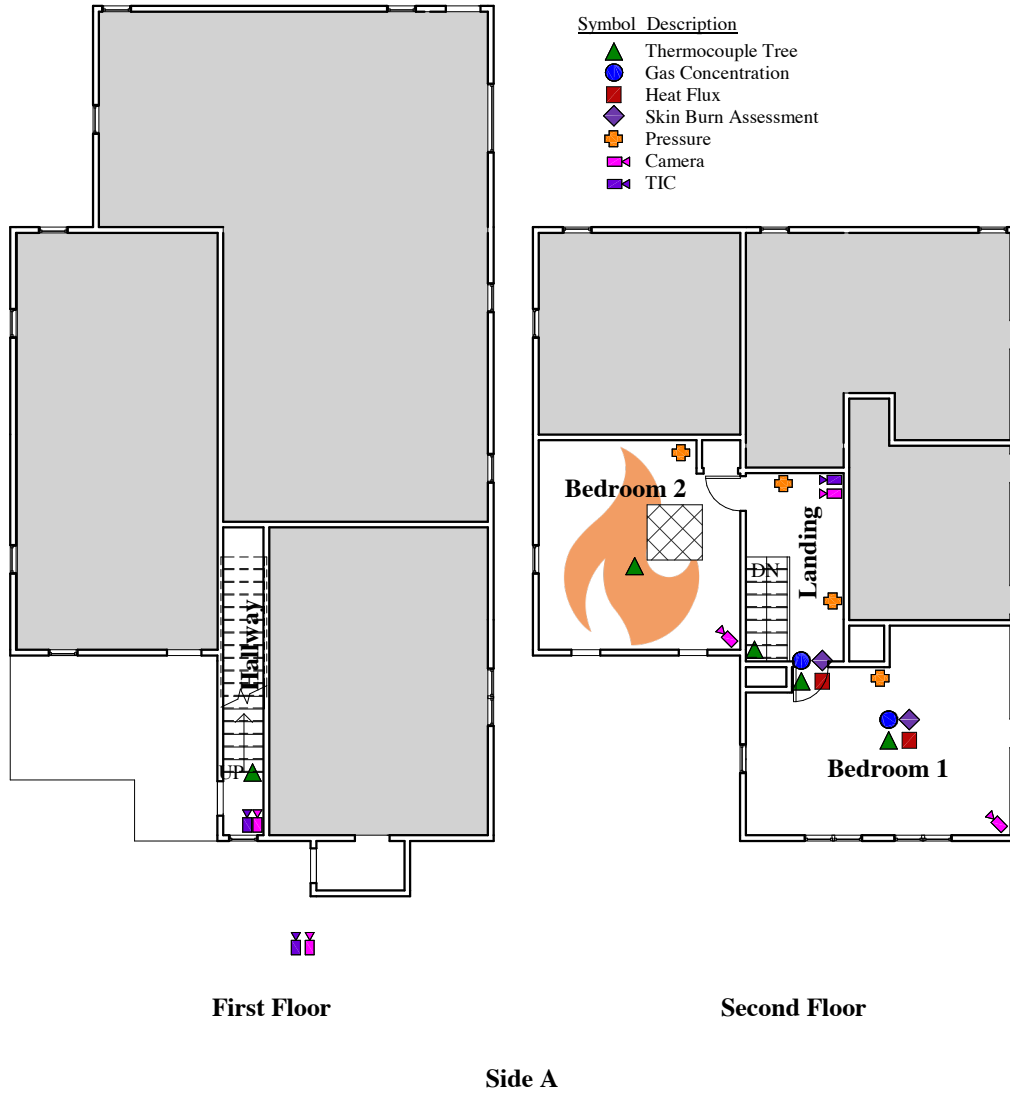 Symbol Description
Thermocouple Tree
Gas Concentration
Heat Flux
Skin Burn Assessment
Pressure
Camera
TIC
Bedroom 2
Landing
DN
Hallway
UP
Bedroom 1
First Floor
Second Floor
Side A